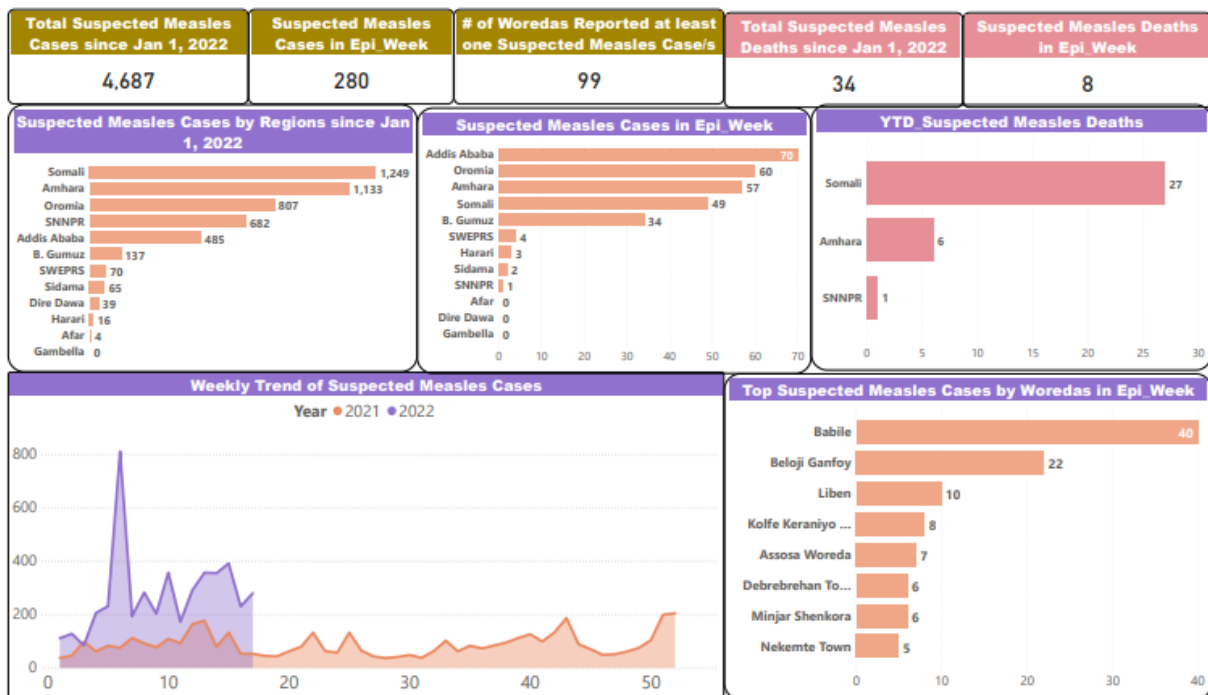 Total Suspected Measles
Cases since Jan 1, 2022
4,687
Suspected Measles
Cases in Epi_Week
280
# of Woredas Reported at least
one Suspected Measles Case/s
99
Total Suspected Measles
Deaths since Jan 1, 2022
34
Suspected Measles Deaths
in Epi_Week
8
Suspected Measles Cases by Regions since Jan
1, 2022
Somali 1,249
Amhara 1,133
Oromia 807
SNNPR 682
Addis Ababa 485
B. Gumuz 137
SWEPRS 70
Sidama 65
Dire Dawa 39
Harari 16
Afar 4
Gambella 0
Suspected Measles Cases in Epi_Week
Addis Ababa 70
Oromia 60
Amhara 57
Somali 49
B. Gumuz 34
SWEPRS 4
Harari 3
Sidama 2
SNNPR 1
Afar 0
Dire Dawa 0
Gambella 0
0 10 20 30 40 50 60 70
YTD_Suspected Measles Deaths
Somali 27
Amhara 6
SNNPR 1
0 5 10 15 20 25 30
Weekly Trend of Suspected Measles Cases
Year 2021 2022
800
600
400
200
0
0 10 20 30 40 50
Top Suspected Measles Cases by Woredas in Epi_Week
Babile 40
Beloji Ganfoy 22
Liben 10
Kolfe Keraniyo ... 8
Assosa Woreda 7
Debrebrehan To... 6
Minjar Shenkora 6
Nekemte Town 5
0 10 20 30 40